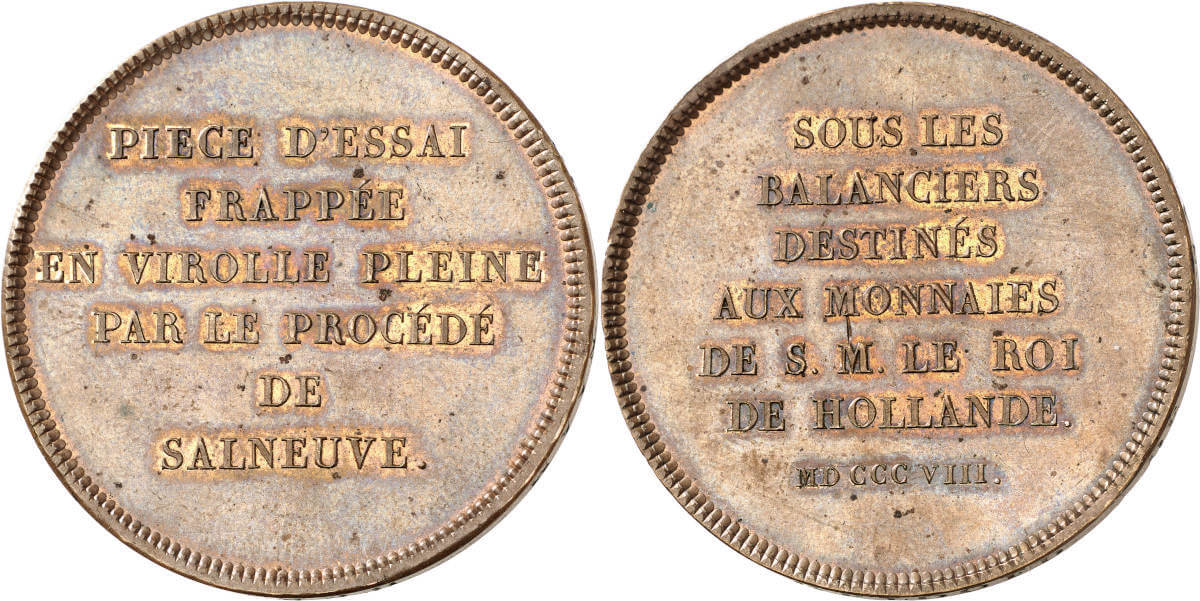 PIECE D'ESSAI
FRAPPÉE
EN VIROLLE PLEINE
PAR LE PROCÉDÉ
DE
SALNEUVE.
SOUS LES
BALANCIERS
DESTINÉS
AUX MONNAIES
DE S. M. LE ROI
DE HOLLANDE.
MDCCCVIII.